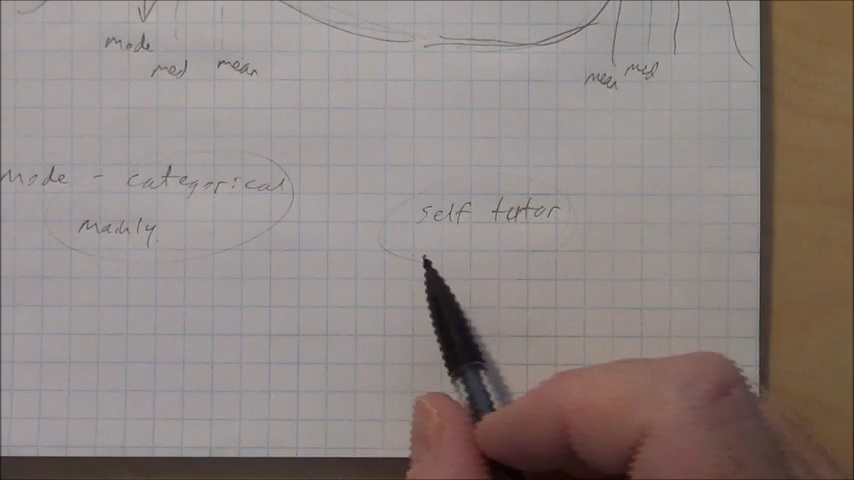 mode
med
mean
mean
med
Mode - categorical
mainly
self tutor